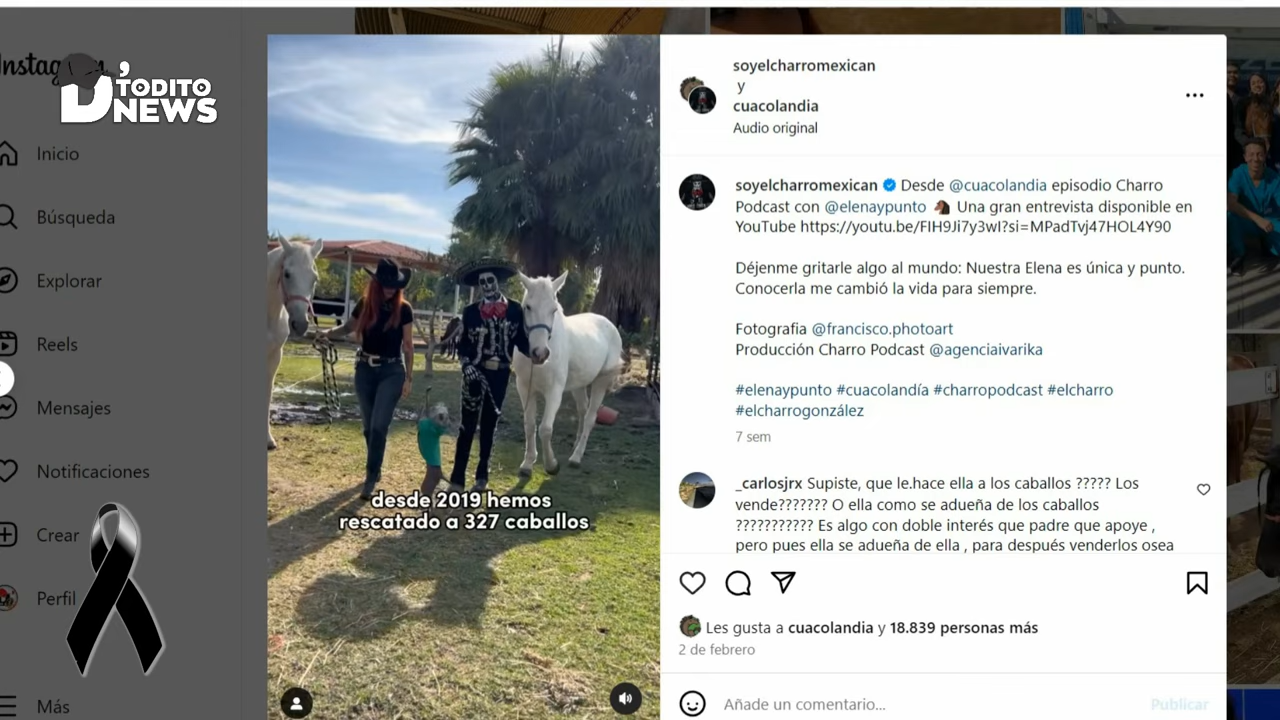 Instagram
D'TODITO
NEWS
Inicio
Búsqueda
Explorar
Reels
Mensajes
Notificaciones
Crear
Perfil
Más
desde 2019 hemos
rescatado a 327 caballos
soyelcharromexican
y
cuacolandia
Audio original
soyelcharromexican Desde @cuacolandia episodio Charro
Podcast con @elenaypunto 🐴 Una gran entrevista disponible en
YouTube https://youtu.be/FIH9Ji7y3wI?si=MPadTvj47HOL4Y90
Déjenme gritarle algo al mundo: Nuestra Elena es única y punto.
Conocerla me cambió la vida para siempre.
Fotografia @francisco.photoart
Producción Charro Podcast @agenciaivarika
#elenaypunto #cuacolandía #charropodcast #elcharro
#elcharrogonzález
7 sem
_carlosjrx Supiste, que le.hace ella a los caballos ????? Los
vende??????? O ella como se adueña de los caballos
??????????? Es algo con doble interés que padre que apoye ,
pero pues ella se adueña de ella , para después venderlos osea
Les gusta a cuacolandia y 18.839 personas más
2 de febrero
Añade un comentario...
Publicar